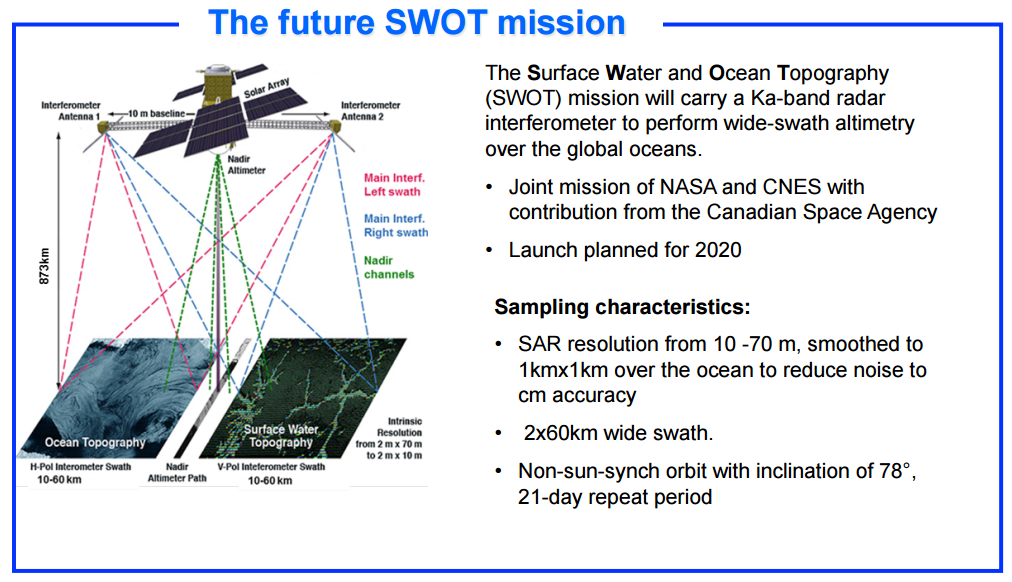 The future SWOT mission
Solar Array
Interferometer
Antenna 1
10 m baseline
Interferometer
Antenna 2
Nadir
Altimeter
Main Interf.
Left swath
Main Interf.
Right swath
Nadir
channels
873km
Ocean Topography
Surface Water
Topography
Intrinsic
Resolution
from 2 m x 70 m
to 2 m x 10 m
H-Pol Interometer Swath
10-60 km
Nadir
Altimeter Path
V-Pol Inteferometer Swath
10-60 km
The Surface Water and Ocean Topography
(SWOT) mission will carry a Ka-band radar
interferometer to perform wide-swath altimetry
over the global oceans.
• Joint mission of NASA and CNES with
contribution from the Canadian Space Agency
• Launch planned for 2020
Sampling characteristics:
• SAR resolution from 10 -70 m, smoothed to
1kmx1km over the ocean to reduce noise to
cm accuracy
• 2x60km wide swath.
• Non-sun-synch orbit with inclination of 78°,
21-day repeat period